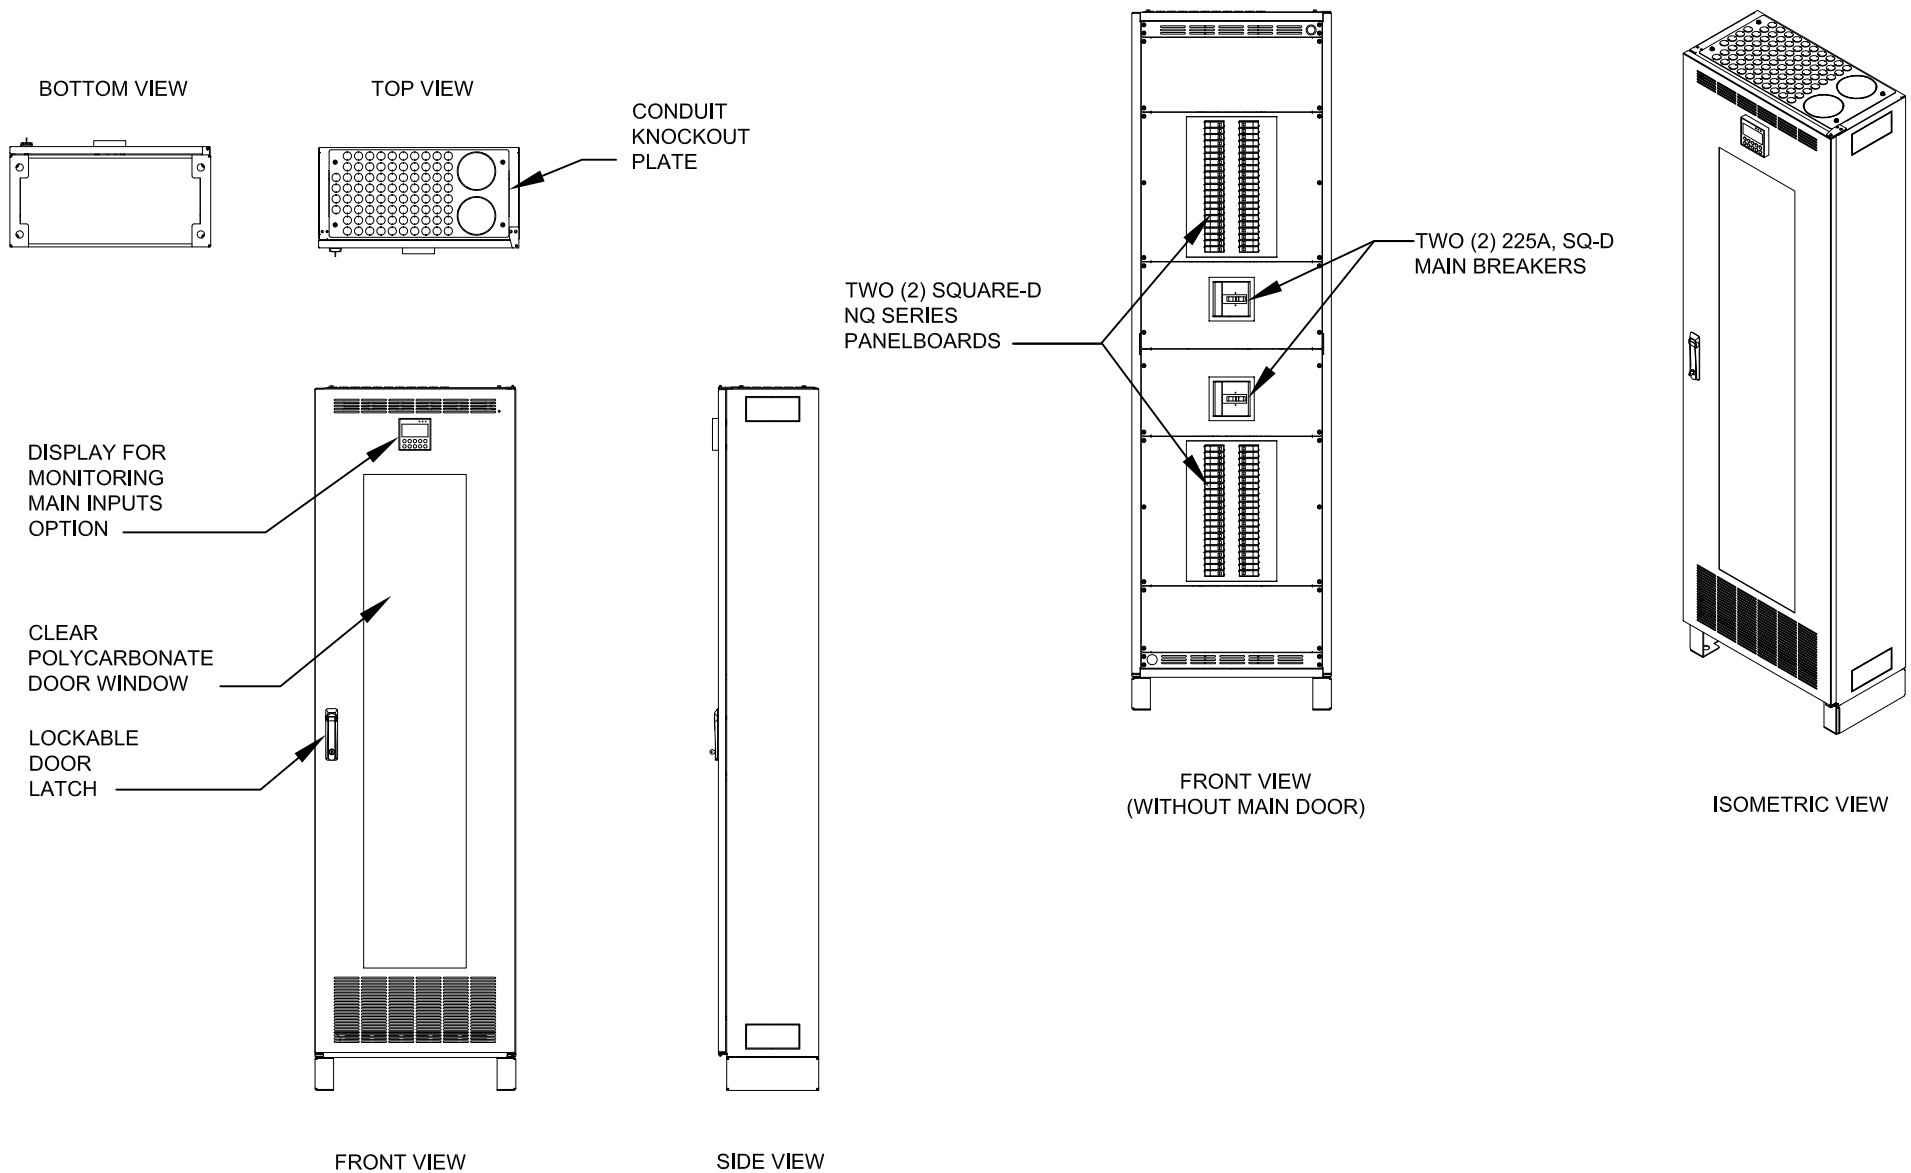 BOTTOM VIEW
TOP VIEW
CONDUIT
KNOCKOUT
PLATE
TWO (2) SQUARE-D
NQ SERIES
PANELBOARDS
TWO (2) 225A, SQ-D
MAIN BREAKERS
DISPLAY FOR
MONITORING
MAIN INPUTS
OPTION
CLEAR
POLYCARBONATE
DOOR WINDOW
LOCKABLE
DOOR
LATCH
FRONT VIEW
(WITHOUT MAIN DOOR)
ISOMETRIC VIEW
FRONT VIEW
SIDE VIEW